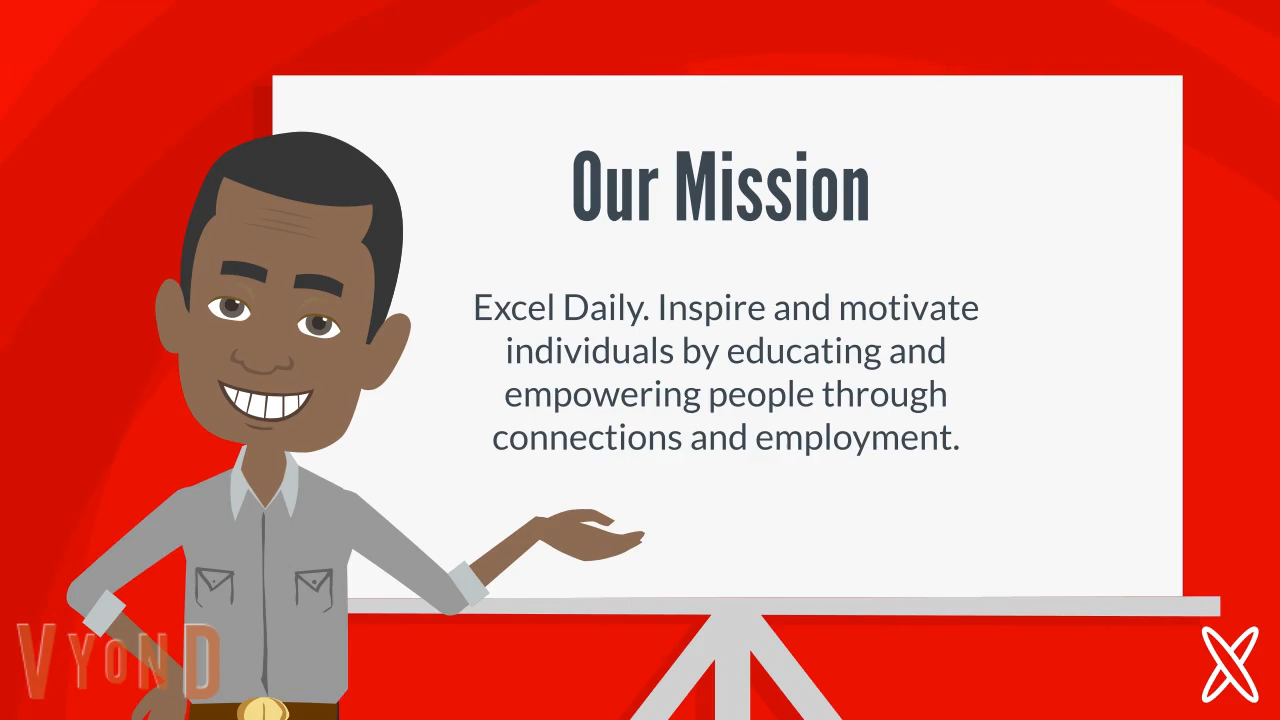 Our Mission
Excel Daily. Inspire and motivate
individuals by educating and
empowering people through
connections and employment.
VYOND